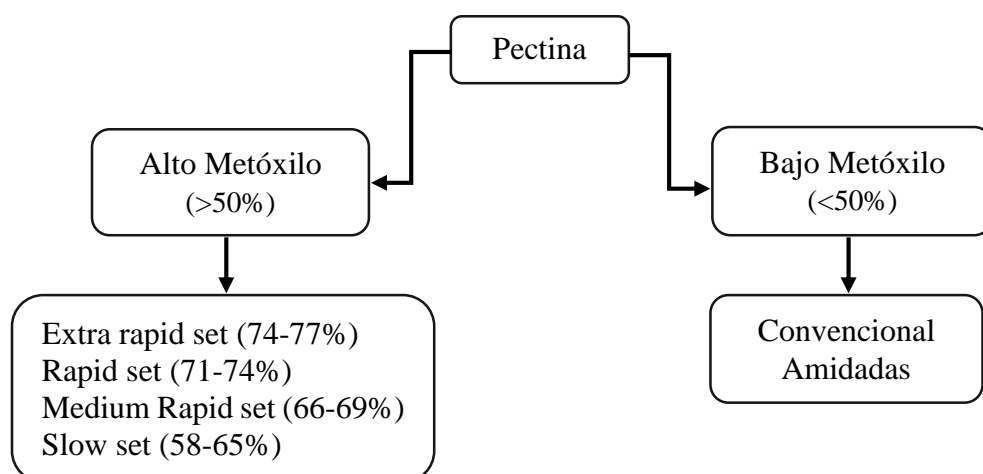 Pectina
Alto Metóxilo
(>50%)
Bajo Metóxilo
(<50%)
Extra rapid set (74-77%)
Rapid set (71-74%)
Medium Rapid set (66-69%)
Slow set (58-65%)
Convencional
Amidadas